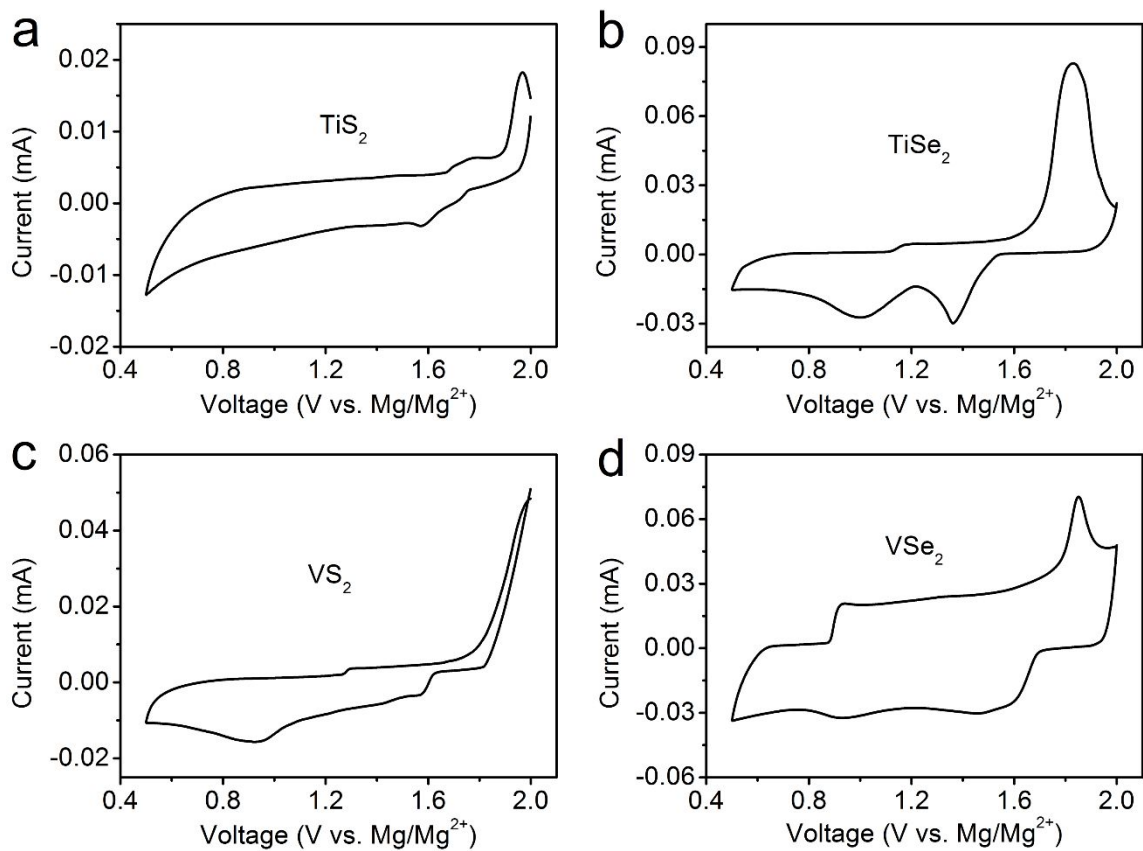 a
0.02
0.01
0.00
-0.01
-0.02
Current (mA)
TiS₂
0.4 0.8 1.2 1.6 2.0
Voltage (V vs. Mg/Mg²⁺)
b
0.09
0.06
0.03
0.00
-0.03
Current (mA)
TiSe₂
0.4 0.8 1.2 1.6 2.0
Voltage (V vs. Mg/Mg²⁺)
c
0.06
0.04
0.02
0.00
-0.02
Current (mA)
VS₂
0.4 0.8 1.2 1.6 2.0
Voltage (V vs. Mg/Mg²⁺)
d
0.09
0.06
0.03
0.00
-0.03
-0.06
Current (mA)
VSe₂
0.4 0.8 1.2 1.6 2.0
Voltage (V vs. Mg/Mg²⁺)